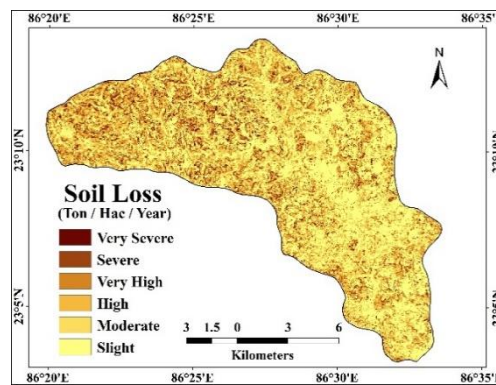 86°20'E 86°25'E 86°30'E 86°35'E
N
23°10'N 23°10'N
Soil Loss
(Ton / Hac / Year)
Very Severe
Severe
Very High
High
Moderate
Slight
23°5'N 23°5'N
3 1.5 0 3 6
Kilometers
86°20'E 86°25'E 86°30'E 86°35'E